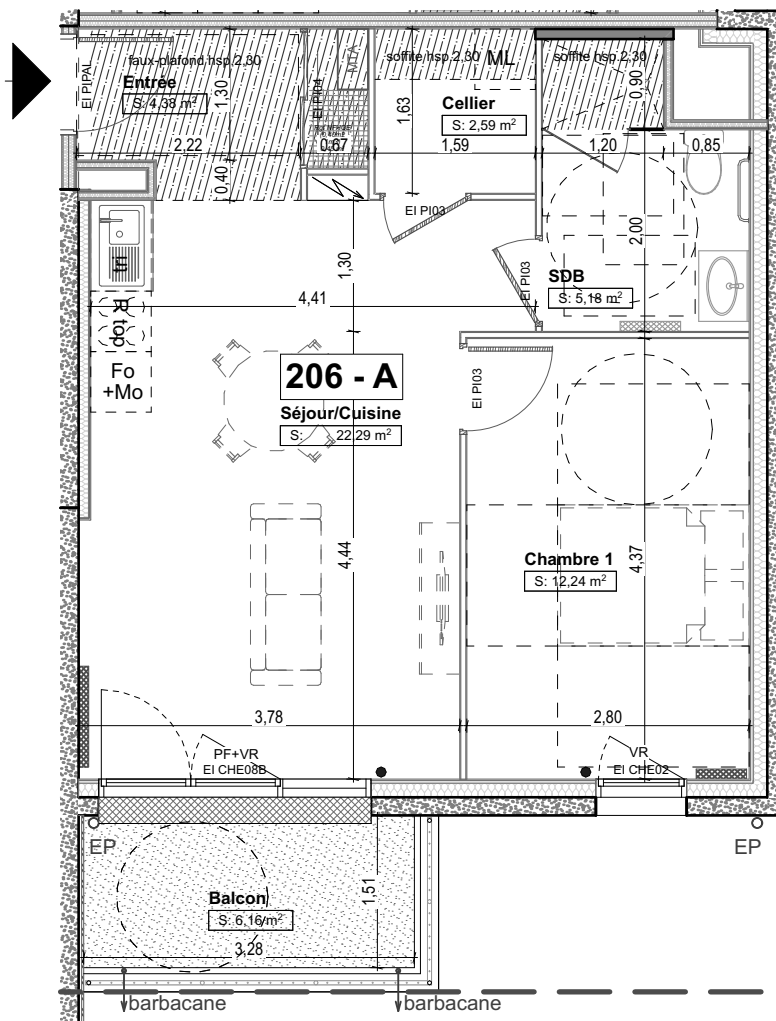 faux-plafond hsp.2,30
Entrée
S: 4,38 m²
EI PIPAL
1,30
2,22
0,40
EI PI04
MTA
0,67
soffite hsp.2,30
ML
Cellier
S: 2,59 m²
1,63
1,59
EI PI03
soffite hsp.2,30
0,90
1,20
0,85
2,00
SDB
S: 5,18 m²
EI PI03
1,30
4,41
R top
Fo
+Mo
206 - A
Séjour/Cuisine
S: 22,29 m²
EI PI03
4,44
Chambre 1
S: 12,24 m²
4,37
3,78
2,80
PF+VR
EI CHE08B
VR
EI CHE02
EP
EP
Balcon
S: 6,16 m²
1,51
3,28
barbacane
barbacane